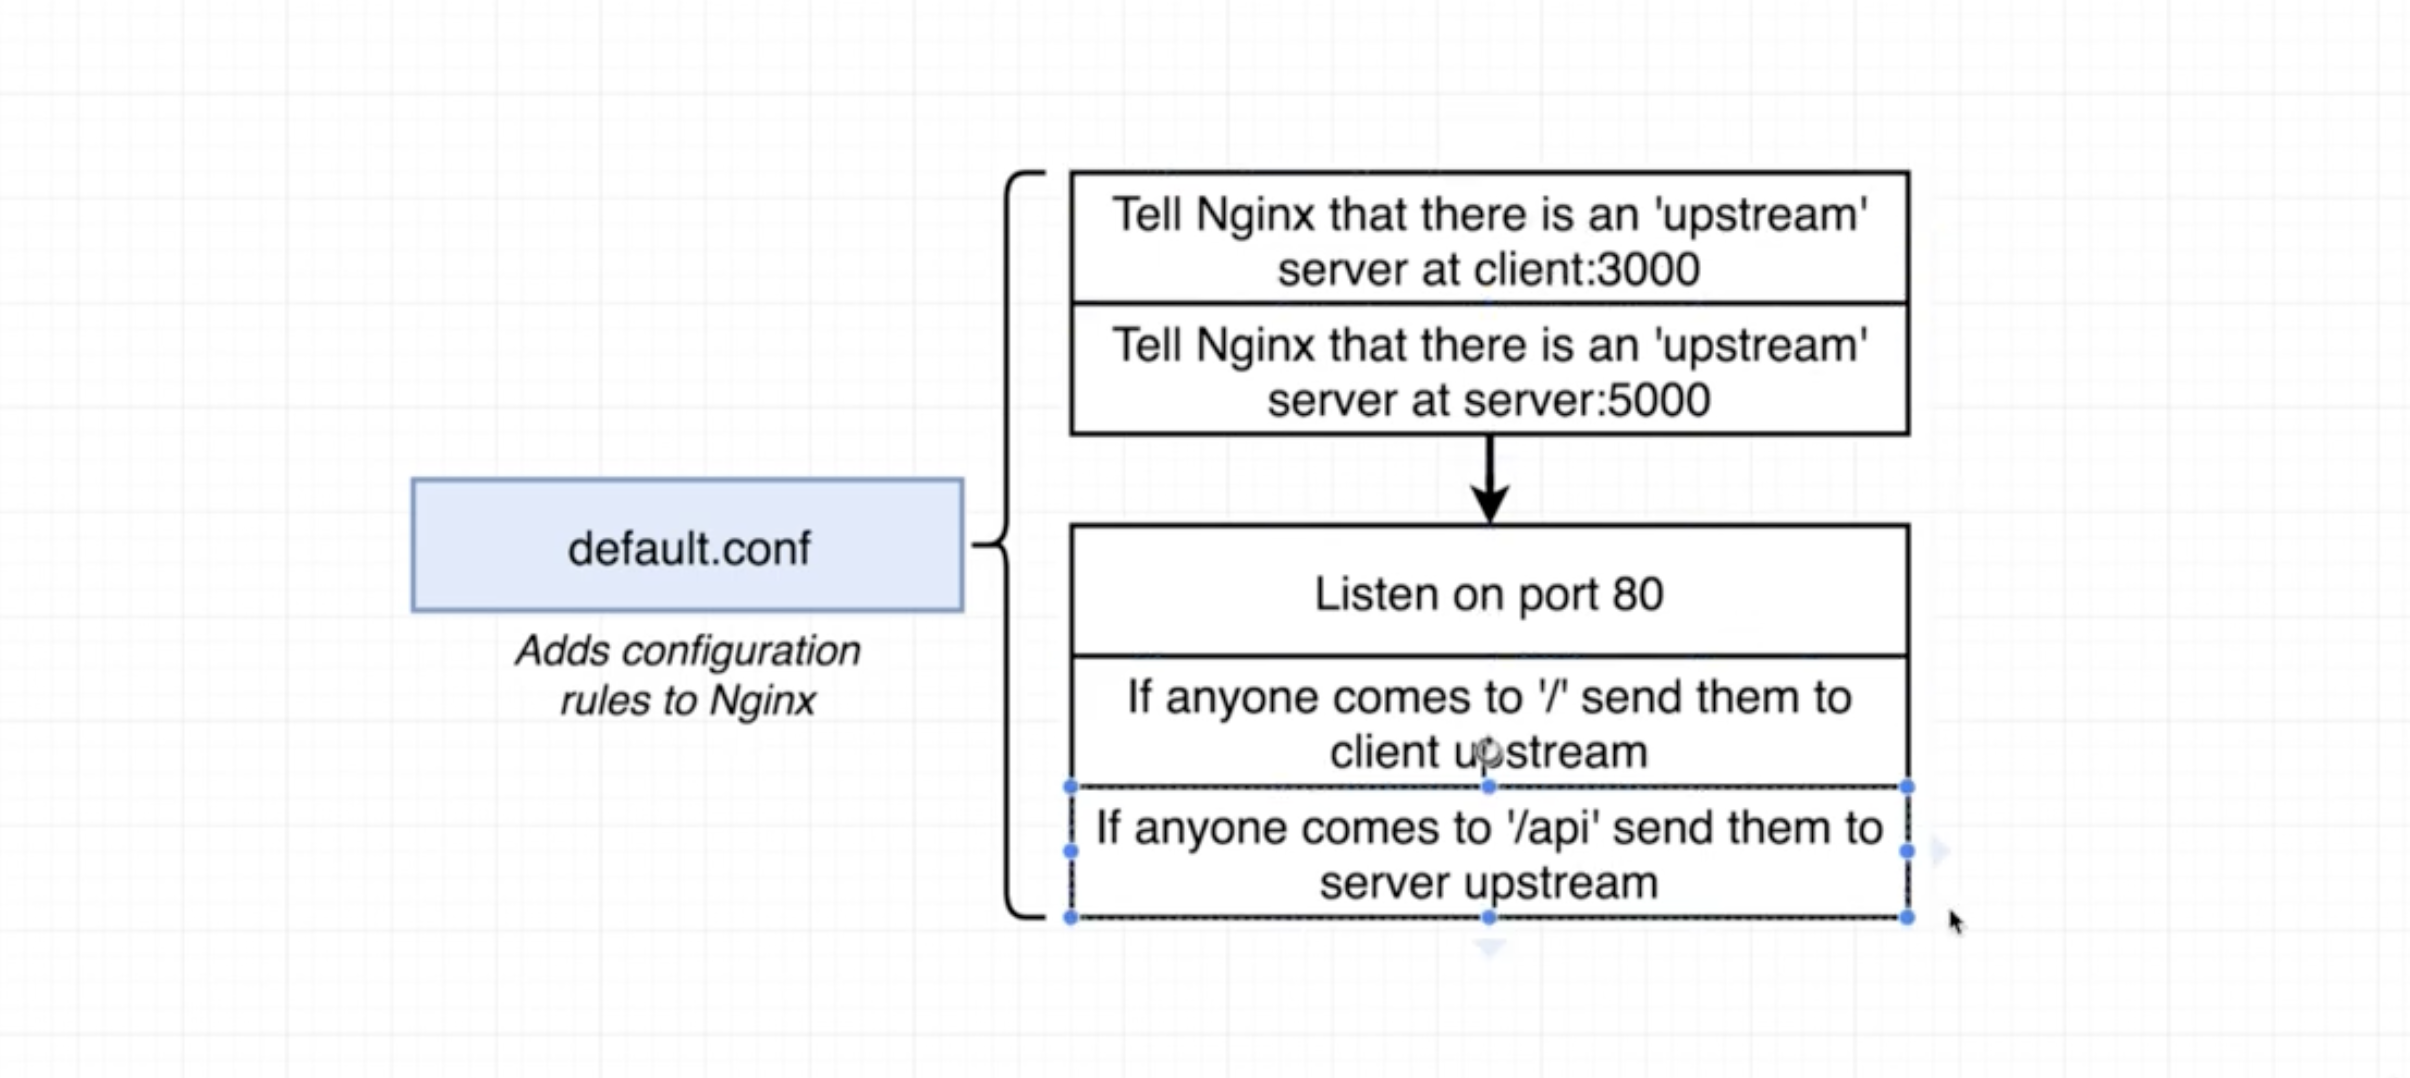 Tell Nginx that there is an 'upstream'
server at client:3000
Tell Nginx that there is an 'upstream'
server at server:5000
default.conf
Adds configuration
rules to Nginx
Listen on port 80
If anyone comes to '/' send them to
client upstream
If anyone comes to '/api' send them to
server upstream